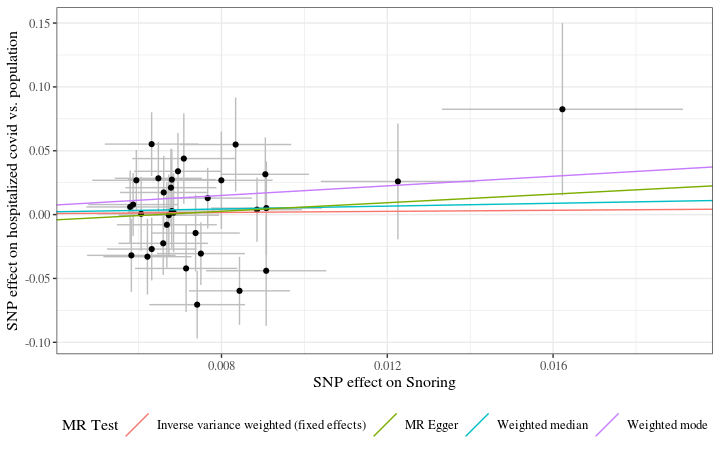 SNP effect on hospitalized covid vs. population
0.15
0.10
0.05
0.00
-0.05
-0.10
0.008
0.012
0.016
SNP effect on Snoring
MR Test
Inverse variance weighted (fixed effects)
MR Egger
Weighted median
Weighted mode